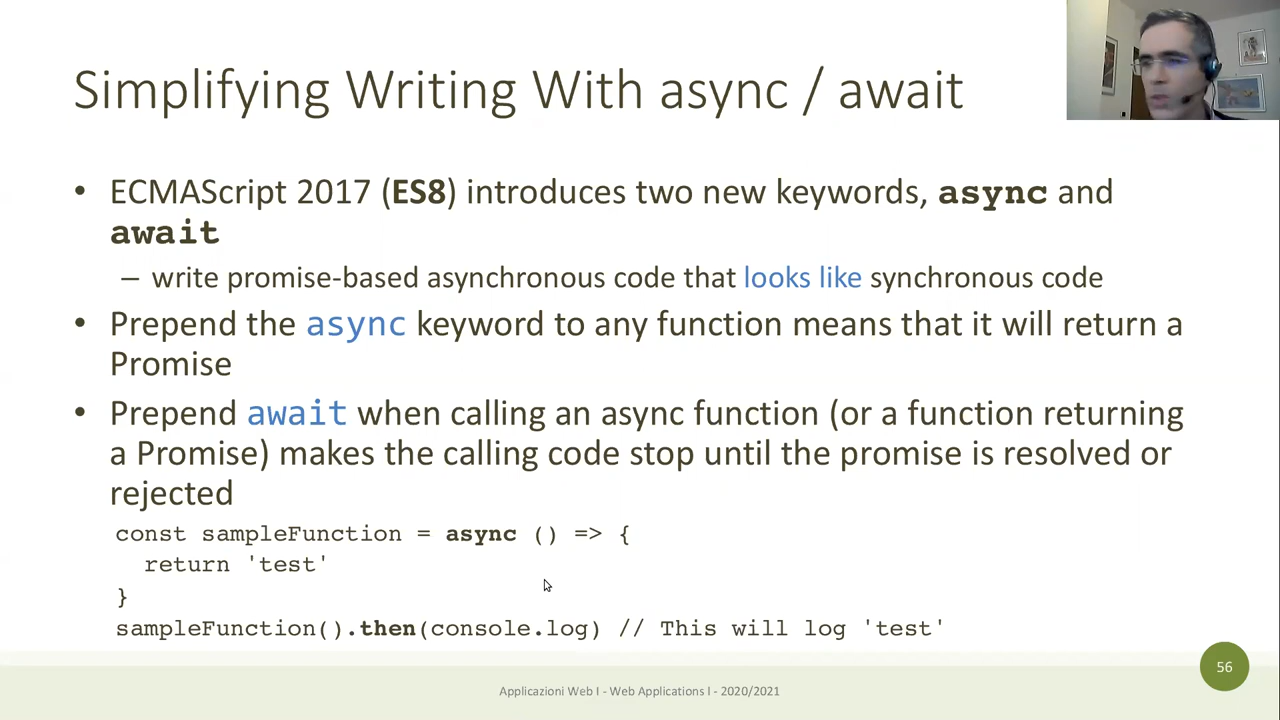 Simplifying Writing With async / await
• ECMAScript 2017 (ES8) introduces two new keywords, async and
await
– write promise-based asynchronous code that looks like synchronous code
• Prepend the async keyword to any function means that it will return a
Promise
• Prepend await when calling an async function (or a function returning
a Promise) makes the calling code stop until the promise is resolved or
rejected
const sampleFunction = async () => {
  return 'test'
}
sampleFunction().then(console.log) // This will log 'test'
56
Applicazioni Web I - Web Applications I - 2020/2021